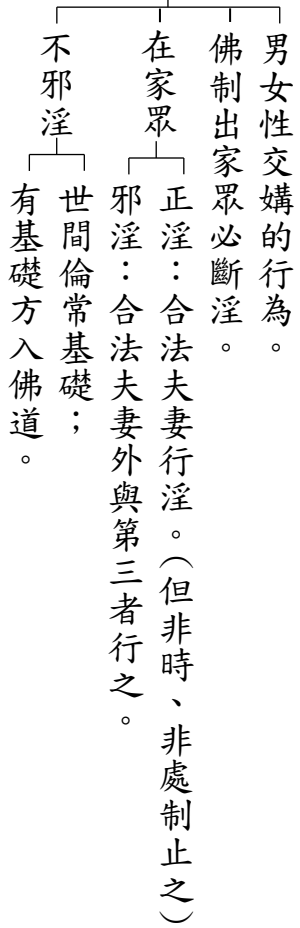 男女性交媾的行為。
佛制出家眾必斷淫。
在家眾
正淫：合法夫妻行淫。（但非時、非處制止之）
邪淫：合法夫妻外與第三者行之。
不邪淫
世間倫常基礎；
有基礎方入佛道。